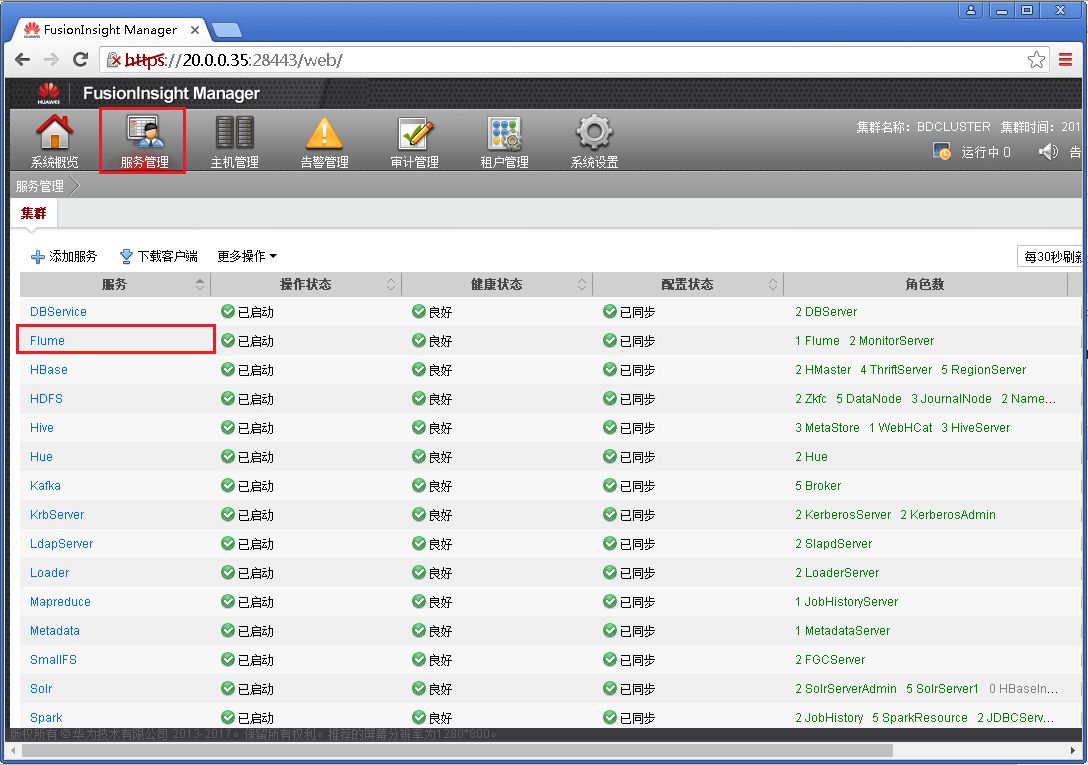 FusionInsight Manager
https://20.0.0.35:28443/web/
HUAWEI FusionInsight Manager
系统概览 服务管理 主机管理 告警管理 审计管理 租户管理 系统设置
集群名称: BDCLUSTER 集群时间: 201
运行中 0 告
服务管理
集群
添加服务 下载客户端 更多操作 每30秒刷新
服务 操作状态 健康状态 配置状态 角色数
DBService 已启动 良好 已同步 2 DBServer
Flume 已启动 良好 已同步 1 Flume 2 MonitorServer
HBase 已启动 良好 已同步 2 HMaster 4 ThriftServer 5 RegionServer
HDFS 已启动 良好 已同步 2 Zkfc 5 DataNode 3 JournalNode 2 Name...
Hive 已启动 良好 已同步 3 MetaStore 1 WebHCat 3 HiveServer
Hue 已启动 良好 已同步 2 Hue
Kafka 已启动 良好 已同步 5 Broker
KrbServer 已启动 良好 已同步 2 KerberosServer 2 KerberosAdmin
LdapServer 已启动 良好 已同步 2 SlapdServer
Loader 已启动 良好 已同步 2 LoaderServer
Mapreduce 已启动 良好 已同步 1 JobHistoryServer
Metadata 已启动 良好 已同步 1 MetadataServer
SmallFS 已启动 良好 已同步 2 FGCServer
Solr 已启动 良好 已同步 2 SolrServerAdmin 5 SolrServer1 0 HBaseIn...
Spark 已启动 良好 已同步 2 JobHistory 5 SparkResource 2 JDBCServ...
版权所有©华为技术有限公司 2013-2017。保留所有权利。推荐的屏幕分辨率为1280*800。